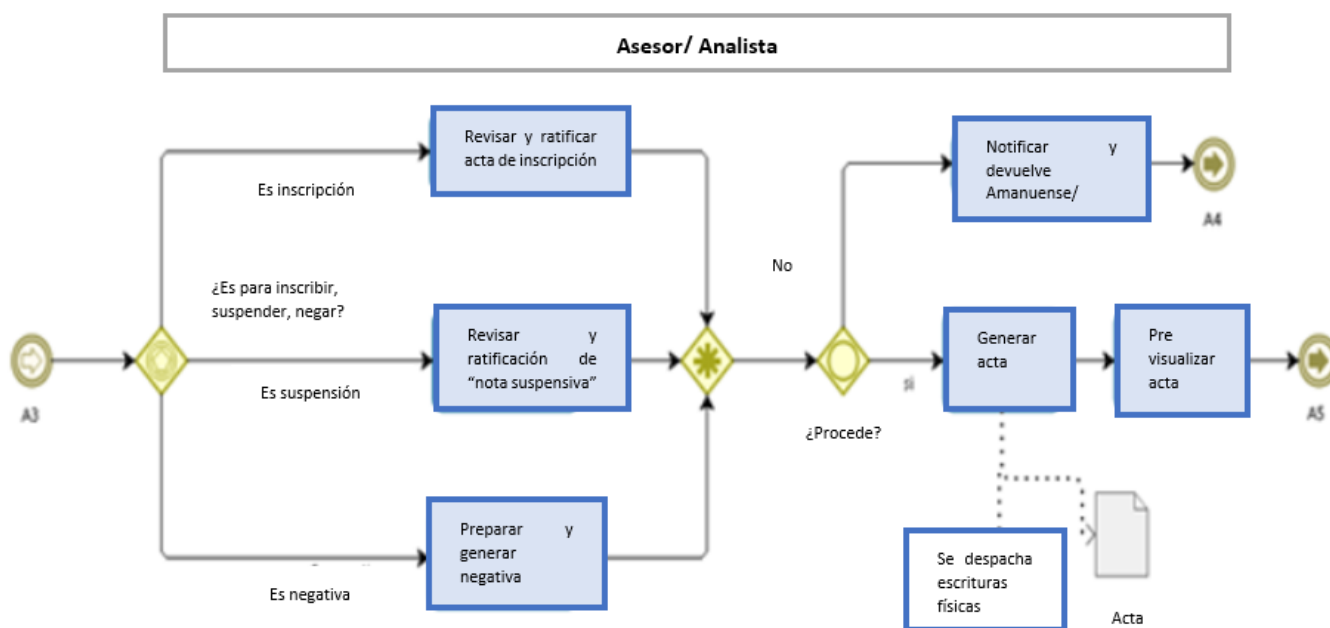 Asesor/ Analista
Revisar y ratificar
acta de inscripción
Es inscripción
Notificar y
devuelve
Amanuense/
A4
No
¿Es para inscribir,
suspender, negar?
A3
Revisar y
ratificación de
“nota suspensiva”
Es suspensión
¿Procede?
si
Generar
acta
Pre
visualizar
acta
A5
Preparar y
generar
negativa
Es negativa
Se despacha
escrituras
físicas
Acta